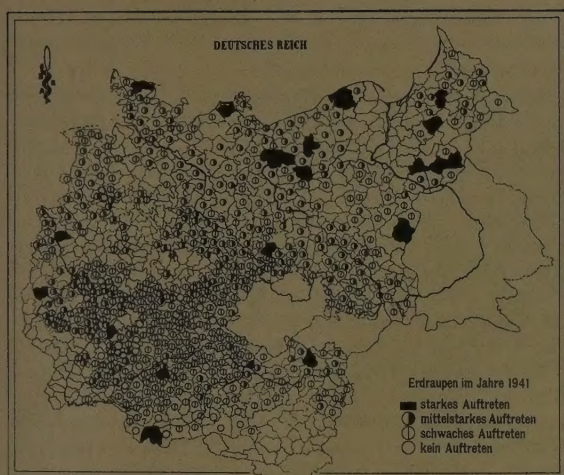 DEUTSCHES REICH
Erdraupen im Jahre 1941
starkes Auftreten
mittelstarkes Auftreten
schwaches Auftreten
kein Auftreten